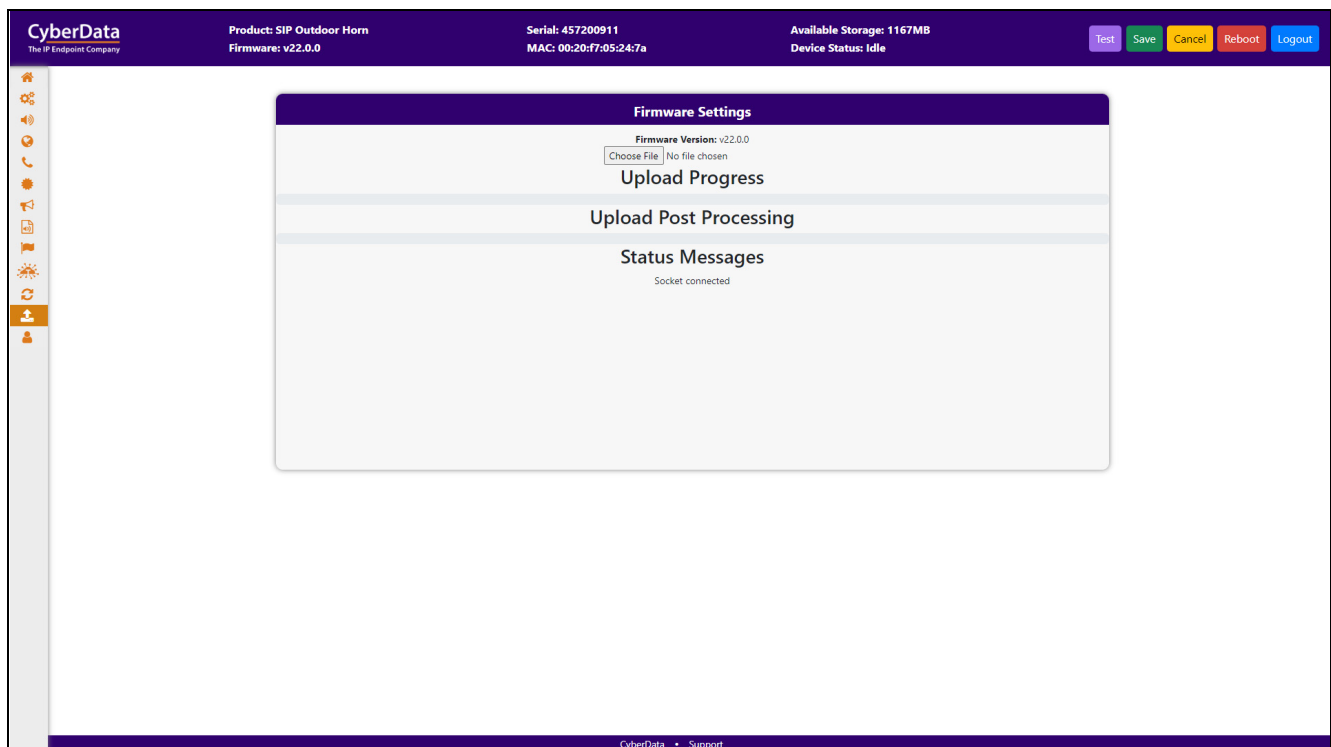 CyberData
The IP Endpoint Company
Product: SIP Outdoor Horn
Firmware: v22.0.0
Serial: 457200911
MAC: 00:20:f7:05:24:7a
Available Storage: 1167MB
Device Status: Idle
Test Save Cancel Reboot Logout
Firmware Settings
Firmware Version: v22.0.0
Choose File No file chosen
Upload Progress
Upload Post Processing
Status Messages
Socket connected
CyberData • Support